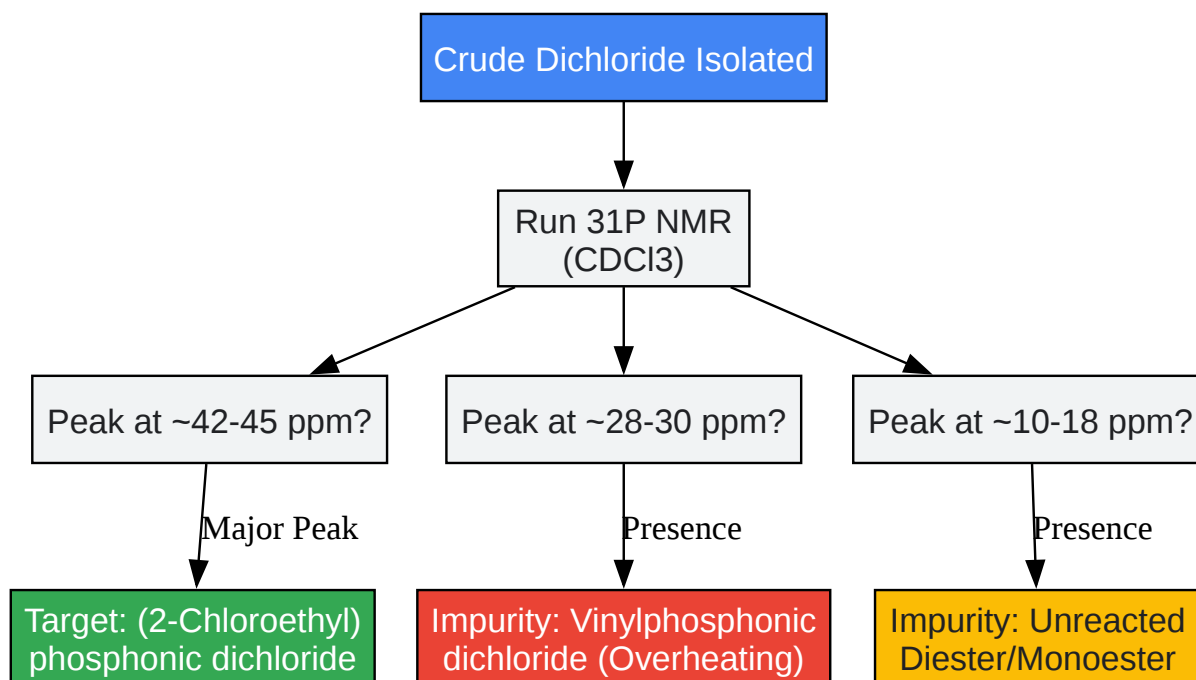 Crude Dichloride Isolated
Run 31P NMR
(CDCl3)
Peak at ~42-45 ppm?
Peak at ~28-30 ppm?
Peak at ~10-18 ppm?
Major Peak
Presence
Presence
Target: (2-Chloroethyl)
phosphonic dichloride
Impurity: Vinylphosphonic
dichloride (Overheating)
Impurity: Unreacted
Diester/Monoester